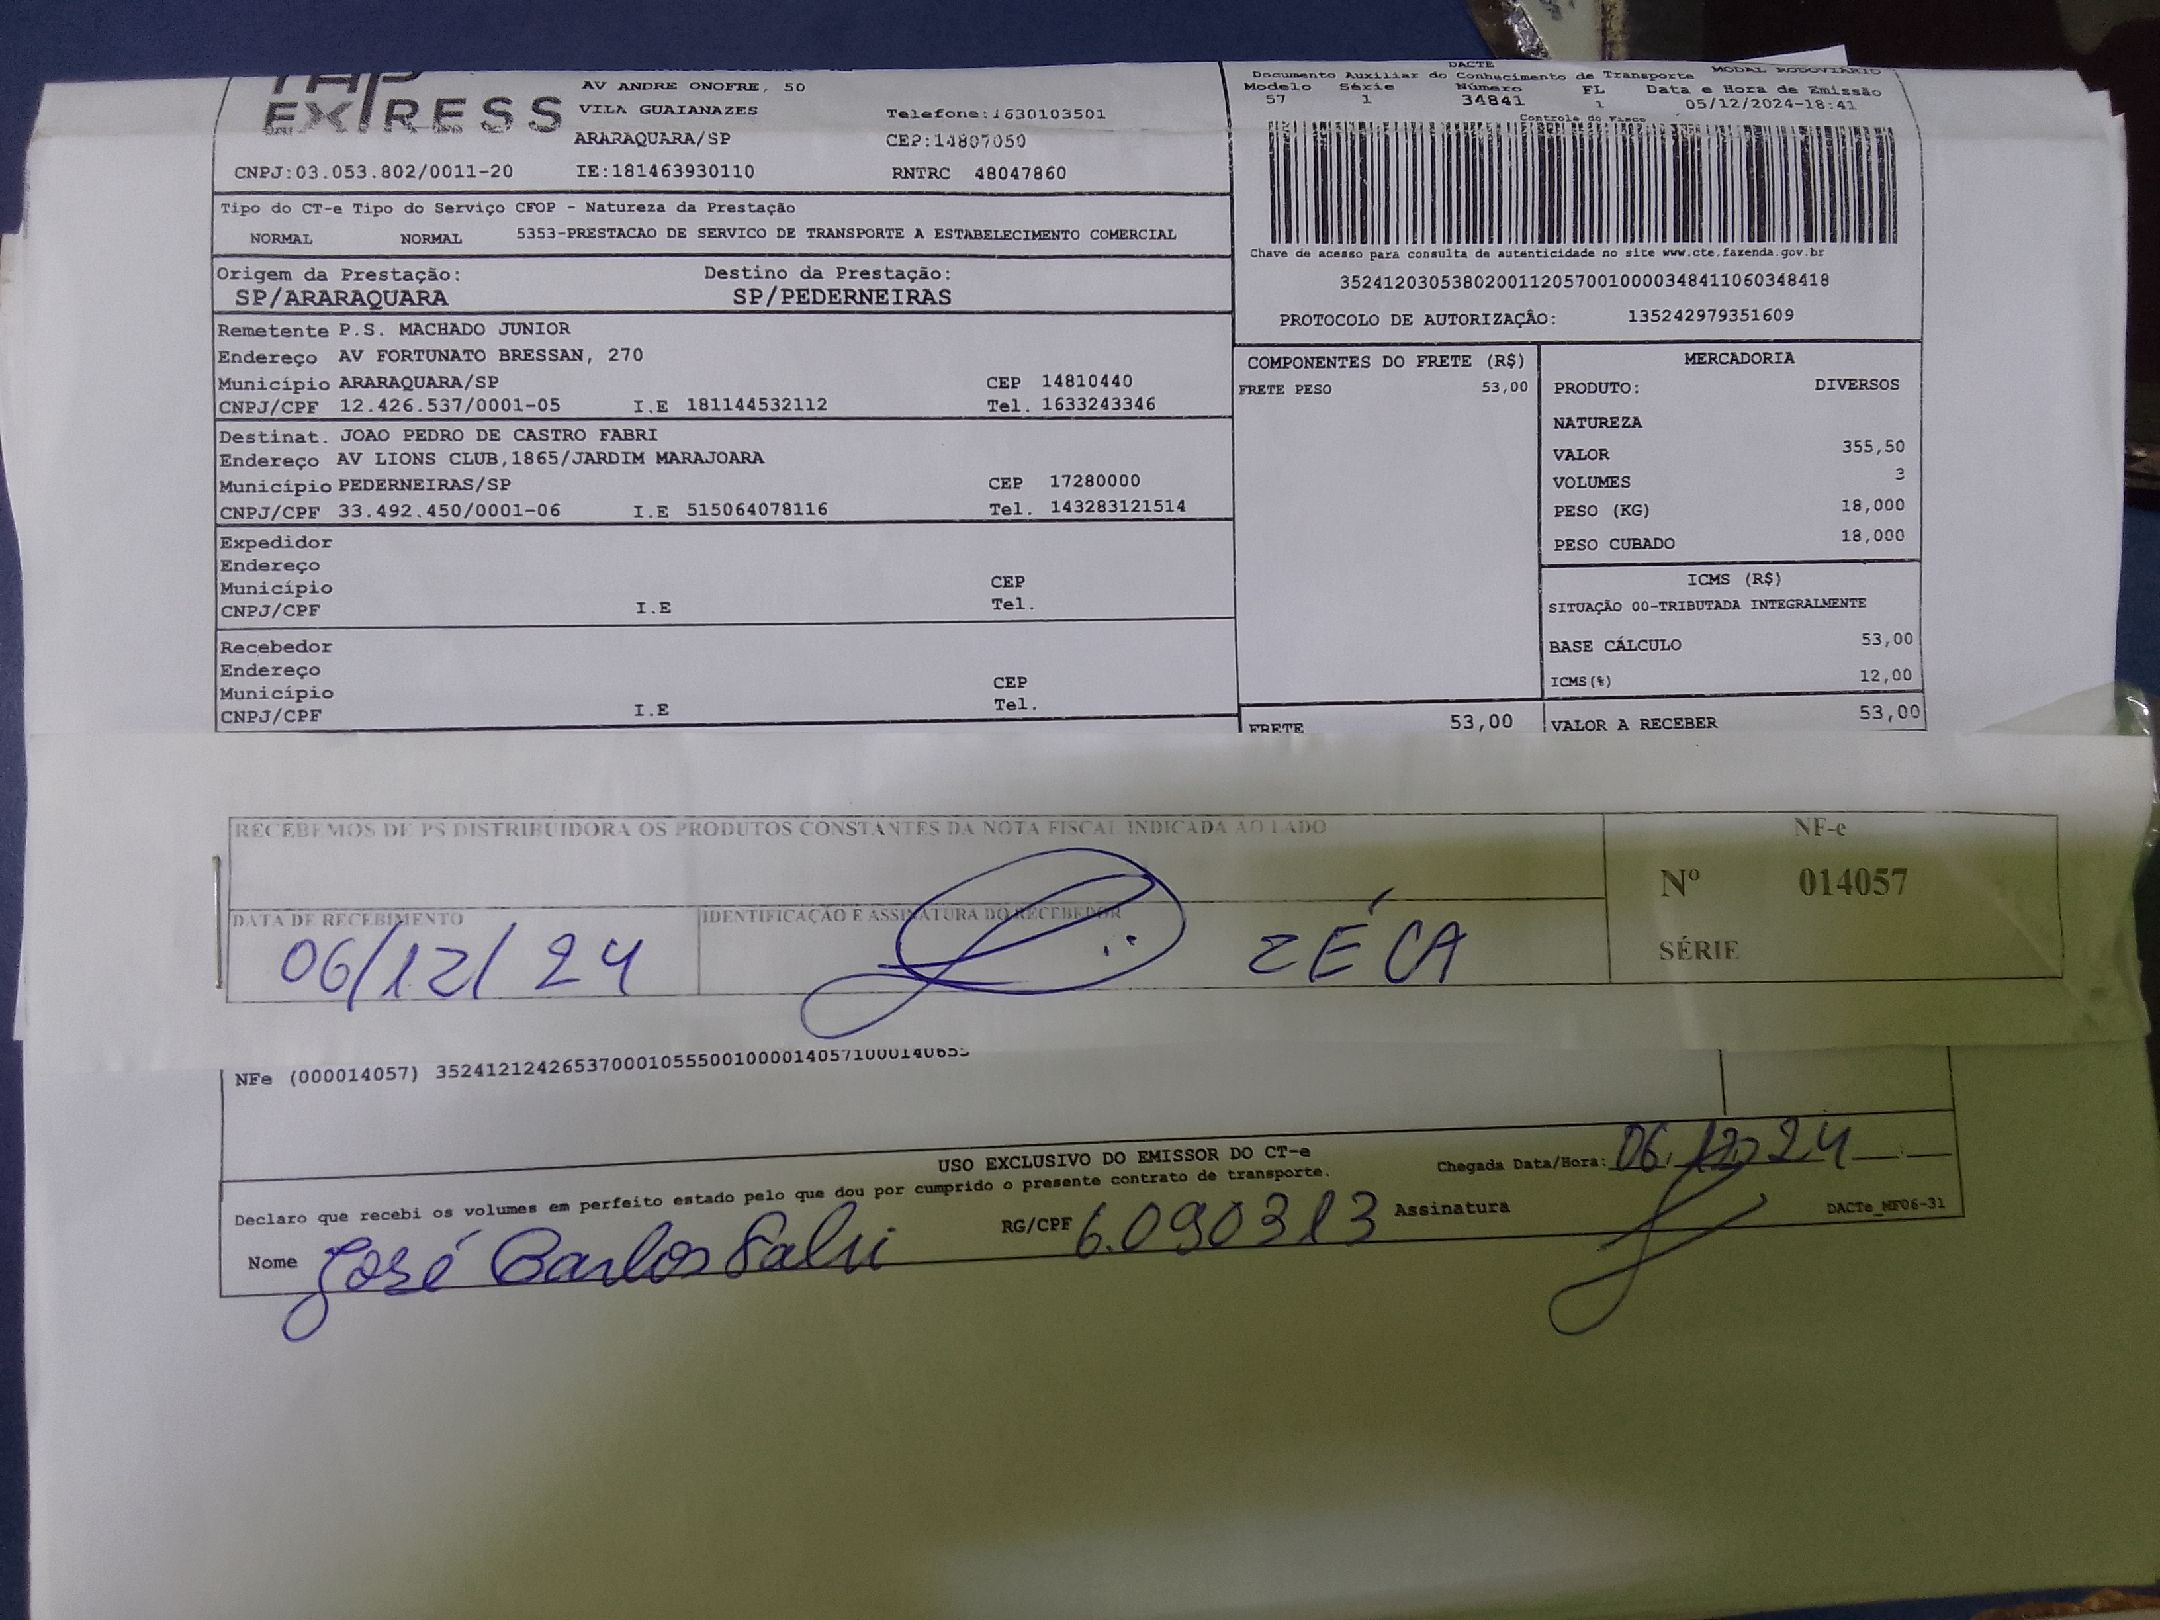 EXPRESS
AV ANDRE ONOFRE, 50
VILA GUAIANAZES Telefone:1630103501
ARARAQUARA/SP CEP:14807050
CNPJ:03.053.802/0011-20 IE:181463930110 RNTRC 48047860
DACTE
Documento Auxiliar do Conhecimento de Transporte MODAL RODOVIÁRIO
Modelo Série Número FL Data e Hora de Emissão
57 1 34841 1 05/12/2024-18:41
Controle do Fisco
Chave de acesso para consulta de autenticidade no site www.cte.fazenda.gov.br
35241203053802001120570010000348411060348418
PROTOCOLO DE AUTORIZAÇÃO: 135242979351609
Tipo do CT-e Tipo do Serviço CFOP - Natureza da Prestação
NORMAL NORMAL 5353-PRESTACAO DE SERVICO DE TRANSPORTE A ESTABELECIMENTO COMERCIAL
Origem da Prestação: Destino da Prestação:
SP/ARARAQUARA SP/PEDERNEIRAS
Remetente P.S. MACHADO JUNIOR
Endereço AV FORTUNATO BRESSAN, 270
Município ARARAQUARA/SP CEP 14810440
CNPJ/CPF 12.426.537/0001-05 I.E 181144532112 Tel. 1633243346
Destinat. JOAO PEDRO DE CASTRO FABRI
Endereço AV LIONS CLUB,1865/JARDIM MARAJOARA
Município PEDERNEIRAS/SP CEP 17280000
CNPJ/CPF 33.492.450/0001-06 I.E 515064078116 Tel. 143283121514
Expedidor
Endereço
Município CEP
CNPJ/CPF I.E Tel.
Recebedor
Endereço
Município CEP
CNPJ/CPF I.E Tel.
COMPONENTES DO FRETE (R$)
FRETE PESO 53,00
FRETE 53,00
MERCADORIA
PRODUTO: DIVERSOS
NATUREZA
VALOR 355,50
VOLUMES 3
PESO (KG) 18,000
PESO CUBADO 18,000
ICMS (R$)
SITUAÇÃO 00-TRIBUTADA INTEGRALMENTE
BASE CÁLCULO 53,00
ICMS(%) 12,00
VALOR A RECEBER 53,00
RECEBEMOS DE PS DISTRIBUIDORA OS PRODUTOS CONSTANTES DA NOTA FISCAL INDICADA AO LADO
NF-e
Nº 014057
SÉRIE
DATA DE RECEBIMENTO IDENTIFICAÇÃO E ASSINATURA DO RECEBEDOR
06/12/24 ZÉCA
NFe (000014057) 35241212426537000105550010000140571000140653
USO EXCLUSIVO DO EMISSOR DO CT-e
Chegada Data/Hora: 06.12.24
Declaro que recebi os volumes em perfeito estado pelo que dou por cumprido o presente contrato de transporte.
Nome José Carlos Salvi RG/CPF 6.090313 Assinatura
DACTe_MF06-31